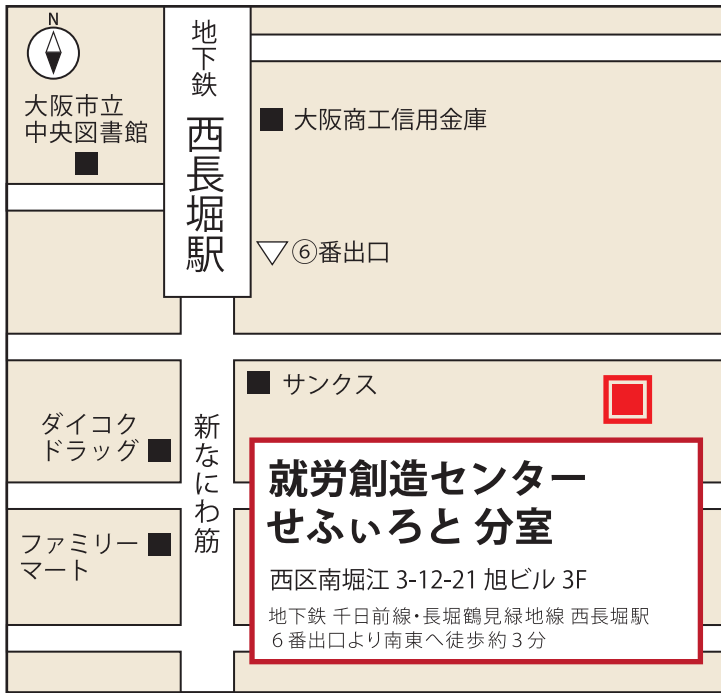 N
地下鉄
西長堀駅
大阪市立
中央図書館
大阪商工信用金庫
⑥番出口
サンクス
ダイコク
ドラッグ
新なにわ筋
ファミリー
マート
就労創造センター
せふぃろと 分室
西区南堀江 3-12-21 旭ビル 3F
地下鉄 千日前線・長堀鶴見緑地線 西長堀駅
６番出口より南東へ徒歩約３分